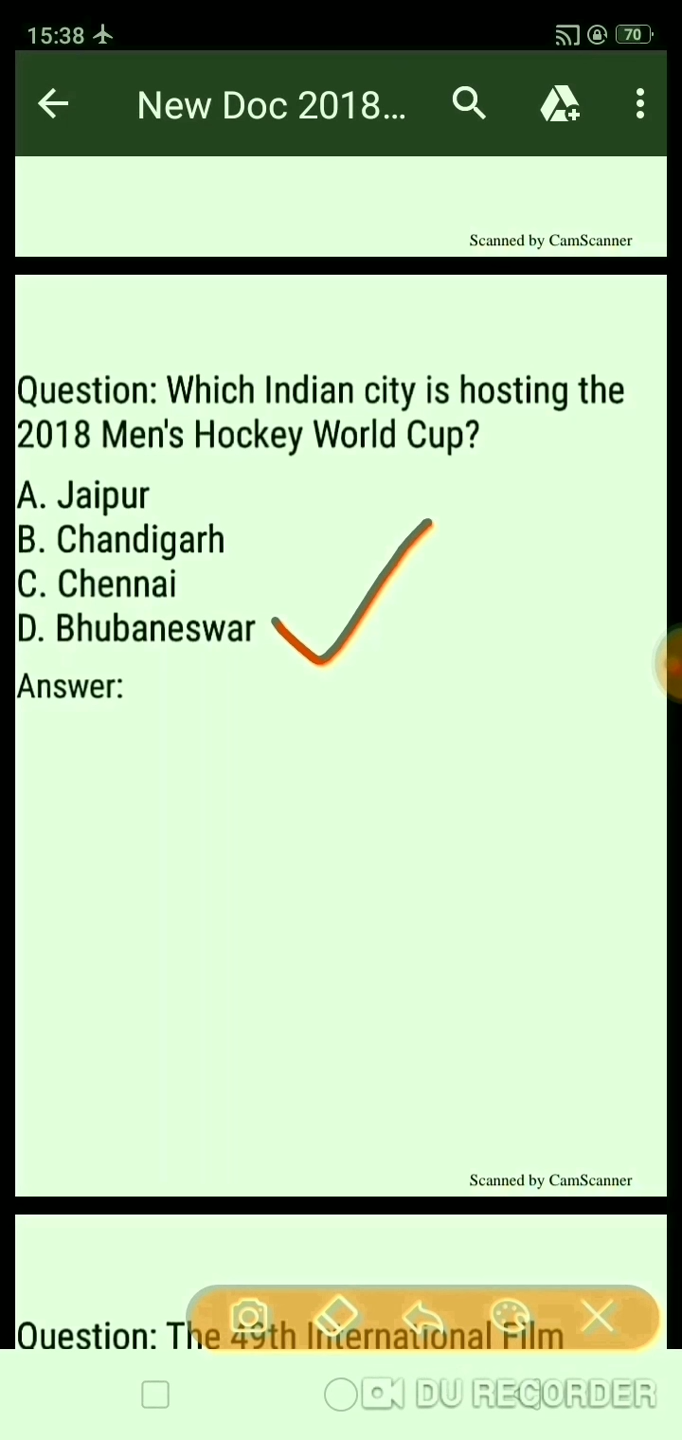 15:38
70
New Doc 2018...
Scanned by CamScanner
Question: Which Indian city is hosting the
2018 Men's Hockey World Cup?
A. Jaipur
B. Chandigarh
C. Chennai
D. Bhubaneswar
Answer:
Scanned by CamScanner
Question: The 49th International Film
DU RECORDER